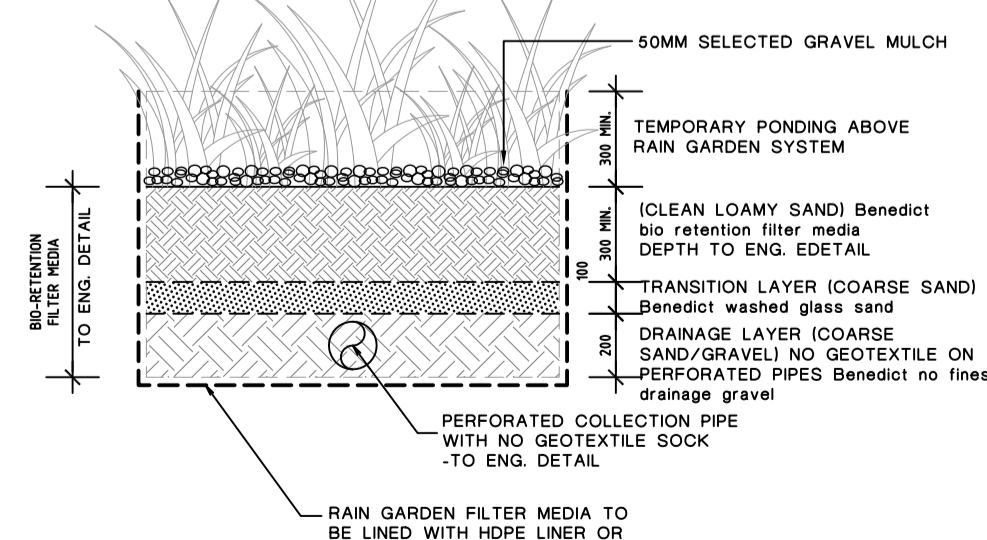 50MM SELECTED GRAVEL MULCH
300 MIN.
TEMPORARY PONDING ABOVE
RAIN GARDEN SYSTEM
BIO-RETENTION
FILTER MEDIA
TO ENG. DETAIL
300 MIN.
(CLEAN LOAMY SAND) Benedict
bio retention filter media
DEPTH TO ENG. EDETAIL
100
TRANSITION LAYER (COARSE SAND)
Benedict washed glass sand
200
DRAINAGE LAYER (COARSE
SAND/GRAVEL) NO GEOTEXTILE ON
PERFORATED PIPES Benedict no fines
drainage gravel
PERFORATED COLLECTION PIPE
WITH NO GEOTEXTILE SOCK
-TO ENG. DETAIL
RAIN GARDEN FILTER MEDIA TO
BE LINED WITH HDPE LINER OR